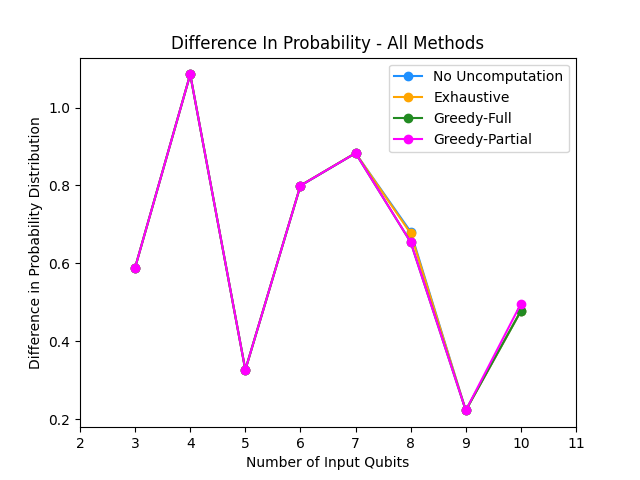 Difference In Probability - All Methods
No Uncomputation
Exhaustive
Greedy-Full
Greedy-Partial
Difference in Probability Distribution
1.0
0.8
0.6
0.4
0.2
2 3 4 5 6 7 8 9 10 11
Number of Input Qubits